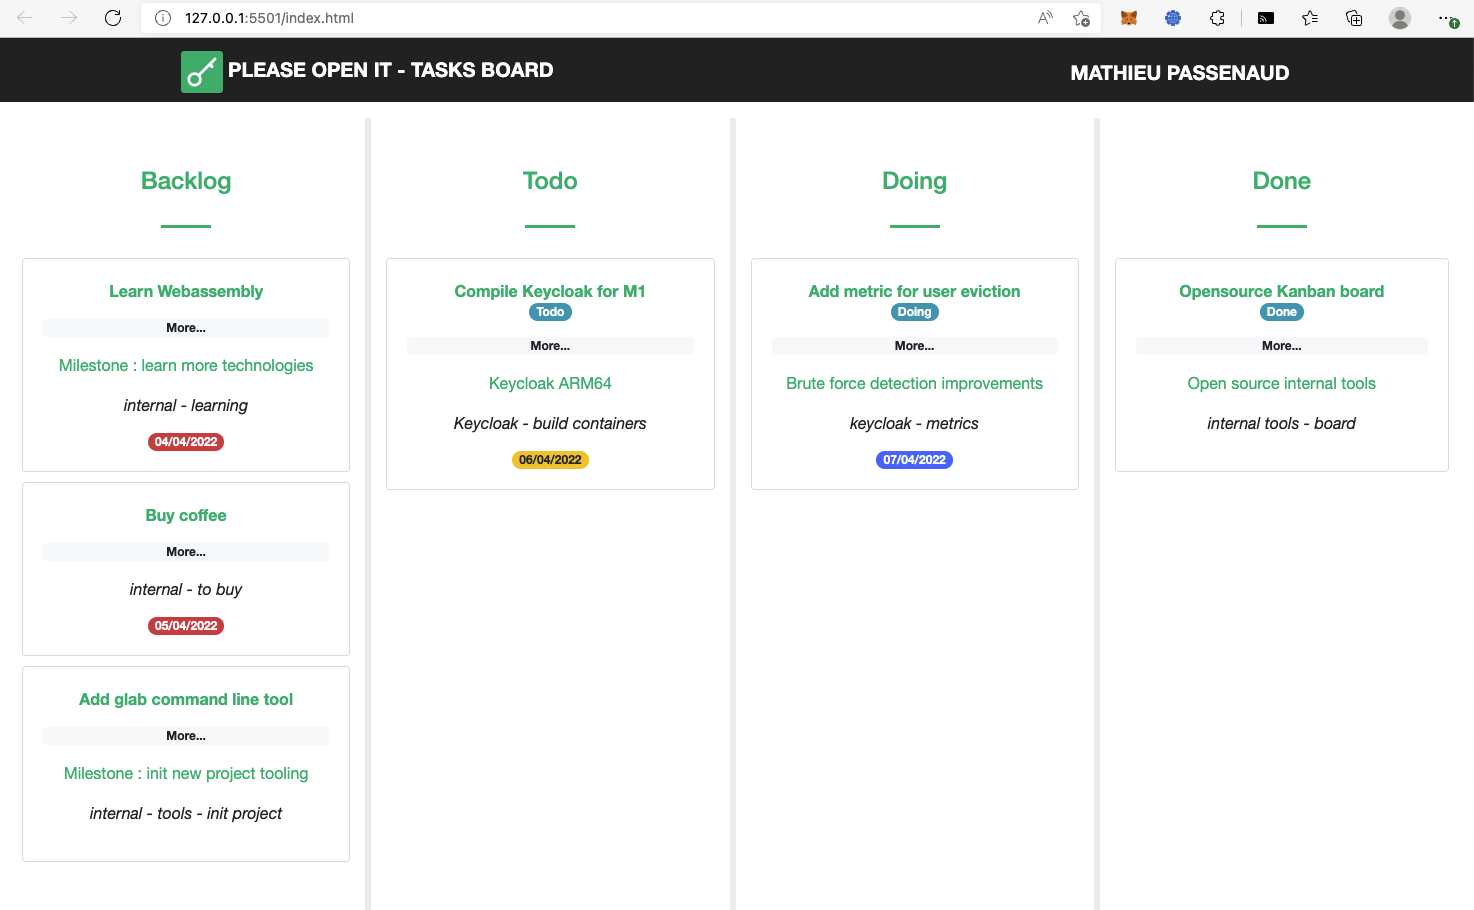 127.0.0.1:5501/index.html
PLEASE OPEN IT - TASKS BOARD
MATHIEU PASSENAUD
Backlog
Learn Webassembly
More...
Milestone : learn more technologies
internal - learning
04/04/2022
Buy coffee
More...
internal - to buy
05/04/2022
Add glab command line tool
More...
Milestone : init new project tooling
internal - tools - init project
Todo
Compile Keycloak for M1
Todo
More...
Keycloak ARM64
Keycloak - build containers
06/04/2022
Doing
Add metric for user eviction
Doing
More...
Brute force detection improvements
keycloak - metrics
07/04/2022
Done
Opensource Kanban board
Done
More...
Open source internal tools
internal tools - board